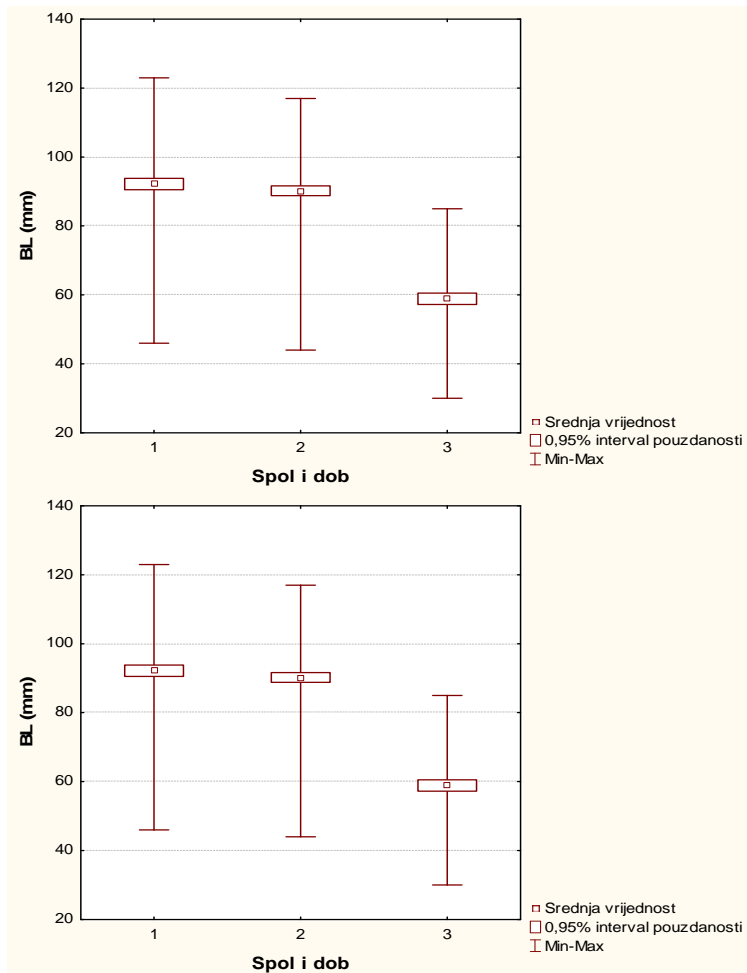 140
120
100
80
60
40
20
BL (mm)
1 2 3
Spol i dob
Srednja vrijednost
0,95% interval pouzdanosti
Min-Max
140
120
100
80
60
40
20
BL (mm)
1 2 3
Spol i dob
Srednja vrijednost
0,95% interval pouzdanosti
Min-Max